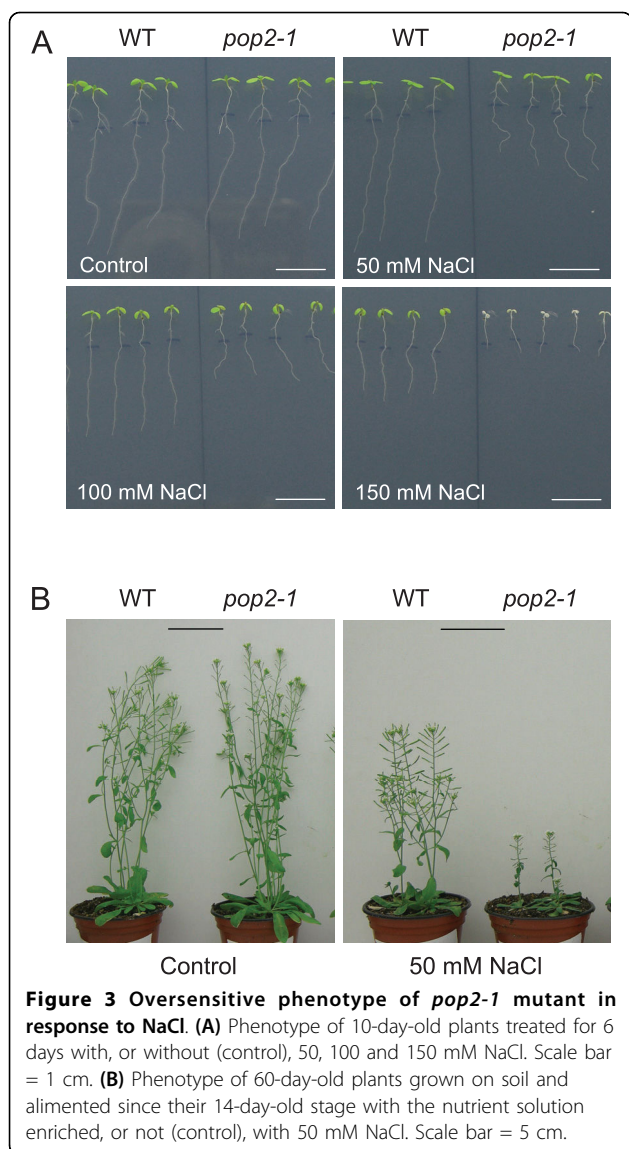 A
WT pop2-1 WT pop2-1
Control 50 mM NaCl
100 mM NaCl 150 mM NaCl
B
WT pop2-1 WT pop2-1
Control 50 mM NaCl
Figure 3 Oversensitive phenotype of pop2-1 mutant in
response to NaCl. (A) Phenotype of 10-day-old plants treated for 6
days with, or without (control), 50, 100 and 150 mM NaCl. Scale bar
= 1 cm. (B) Phenotype of 60-day-old plants grown on soil and
alimented since their 14-day-old stage with the nutrient solution
enriched, or not (control), with 50 mM NaCl. Scale bar = 5 cm.